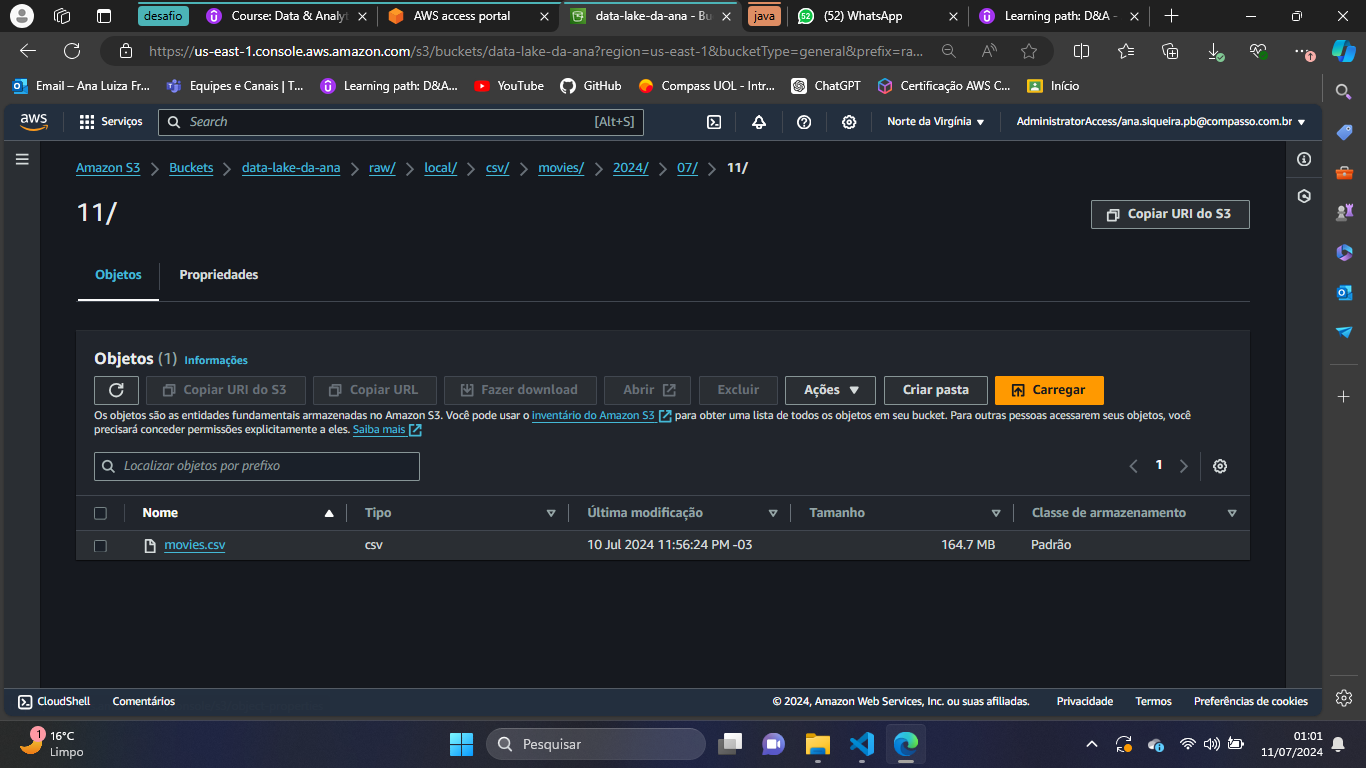 desafio
Course: Data & Analyt
AWS access portal
data-lake-da-ana - Bu
java
(52) WhatsApp
Learning path: D&A -
https://us-east-1.console.aws.amazon.com/s3/buckets/data-lake-da-ana?region=us-east-1&bucketType=general&prefix=ra...
Email – Ana Luiza Fr...
Equipes e Canais | T...
Learning path: D&A...
YouTube
GitHub
Compass UOL - Intr...
ChatGPT
Certificação AWS C...
Início
aws
Serviços
Search
[Alt+S]
Norte da Virgínia
AdministratorAccess/ana.siqueira.pb@compasso.com.br
Amazon S3
Buckets
data-lake-da-ana
raw/
local/
csv/
movies/
2024/
07/
11/
11/
Copiar URI do S3
Objetos
Propriedades
Objetos (1) Informações
Copiar URI do S3
Copiar URL
Fazer download
Abrir
Excluir
Ações
Criar pasta
Carregar
Os objetos são as entidades fundamentais armazenadas no Amazon S3. Você pode usar o inventário do Amazon S3 para obter uma lista de todos os objetos em seu bucket. Para outras pessoas acessarem seus objetos, você
precisará conceder permissões explicitamente a eles. Saiba mais
Localizar objetos por prefixo
1
Nome
Tipo
Última modificação
Tamanho
Classe de armazenamento
movies.csv
csv
10 Jul 2024 11:56:24 PM -03
164.7 MB
Padrão
CloudShell
Comentários
© 2024, Amazon Web Services, Inc. ou suas afiliadas.
Privacidade
Termos
Preferências de cookies
1
16°C
Limpo
Pesquisar
01:01
11/07/2024